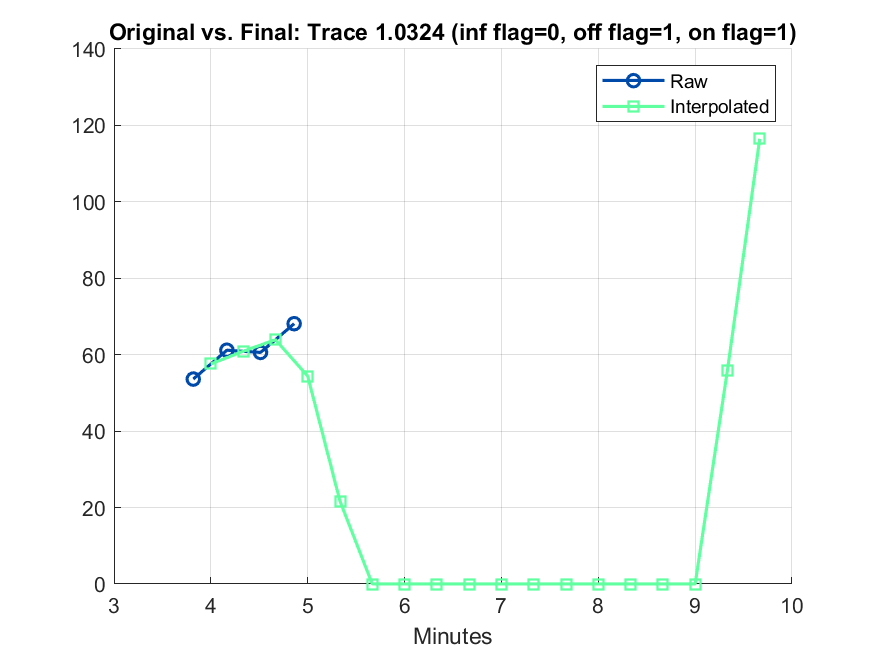 Original vs. Final: Trace 1.0324 (inf flag=0, off flag=1, on flag=1)
140
120
100
80
60
40
20
0
Raw
Interpolated
3 4 5 6 7 8 9 10
Minutes